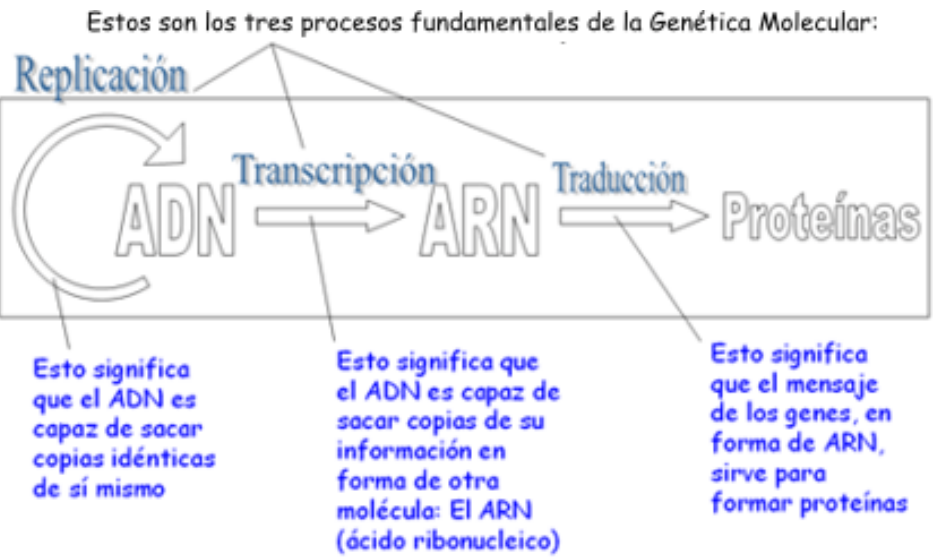 Estos son los tres procesos fundamentales de la Genética Molecular:
Replicación
Transcripción
Traducción
ADN
ARN
Proteínas
Esto significa
que el ADN es
capaz de sacar
copias idénticas
de sí mismo
Esto significa que
el ADN es capaz de
sacar copias de su
información en
forma de otra
molécula: El ARN
(ácido ribonucleico)
Esto significa
que el mensaje
de los genes, en
forma de ARN,
sirve para
formar proteínas